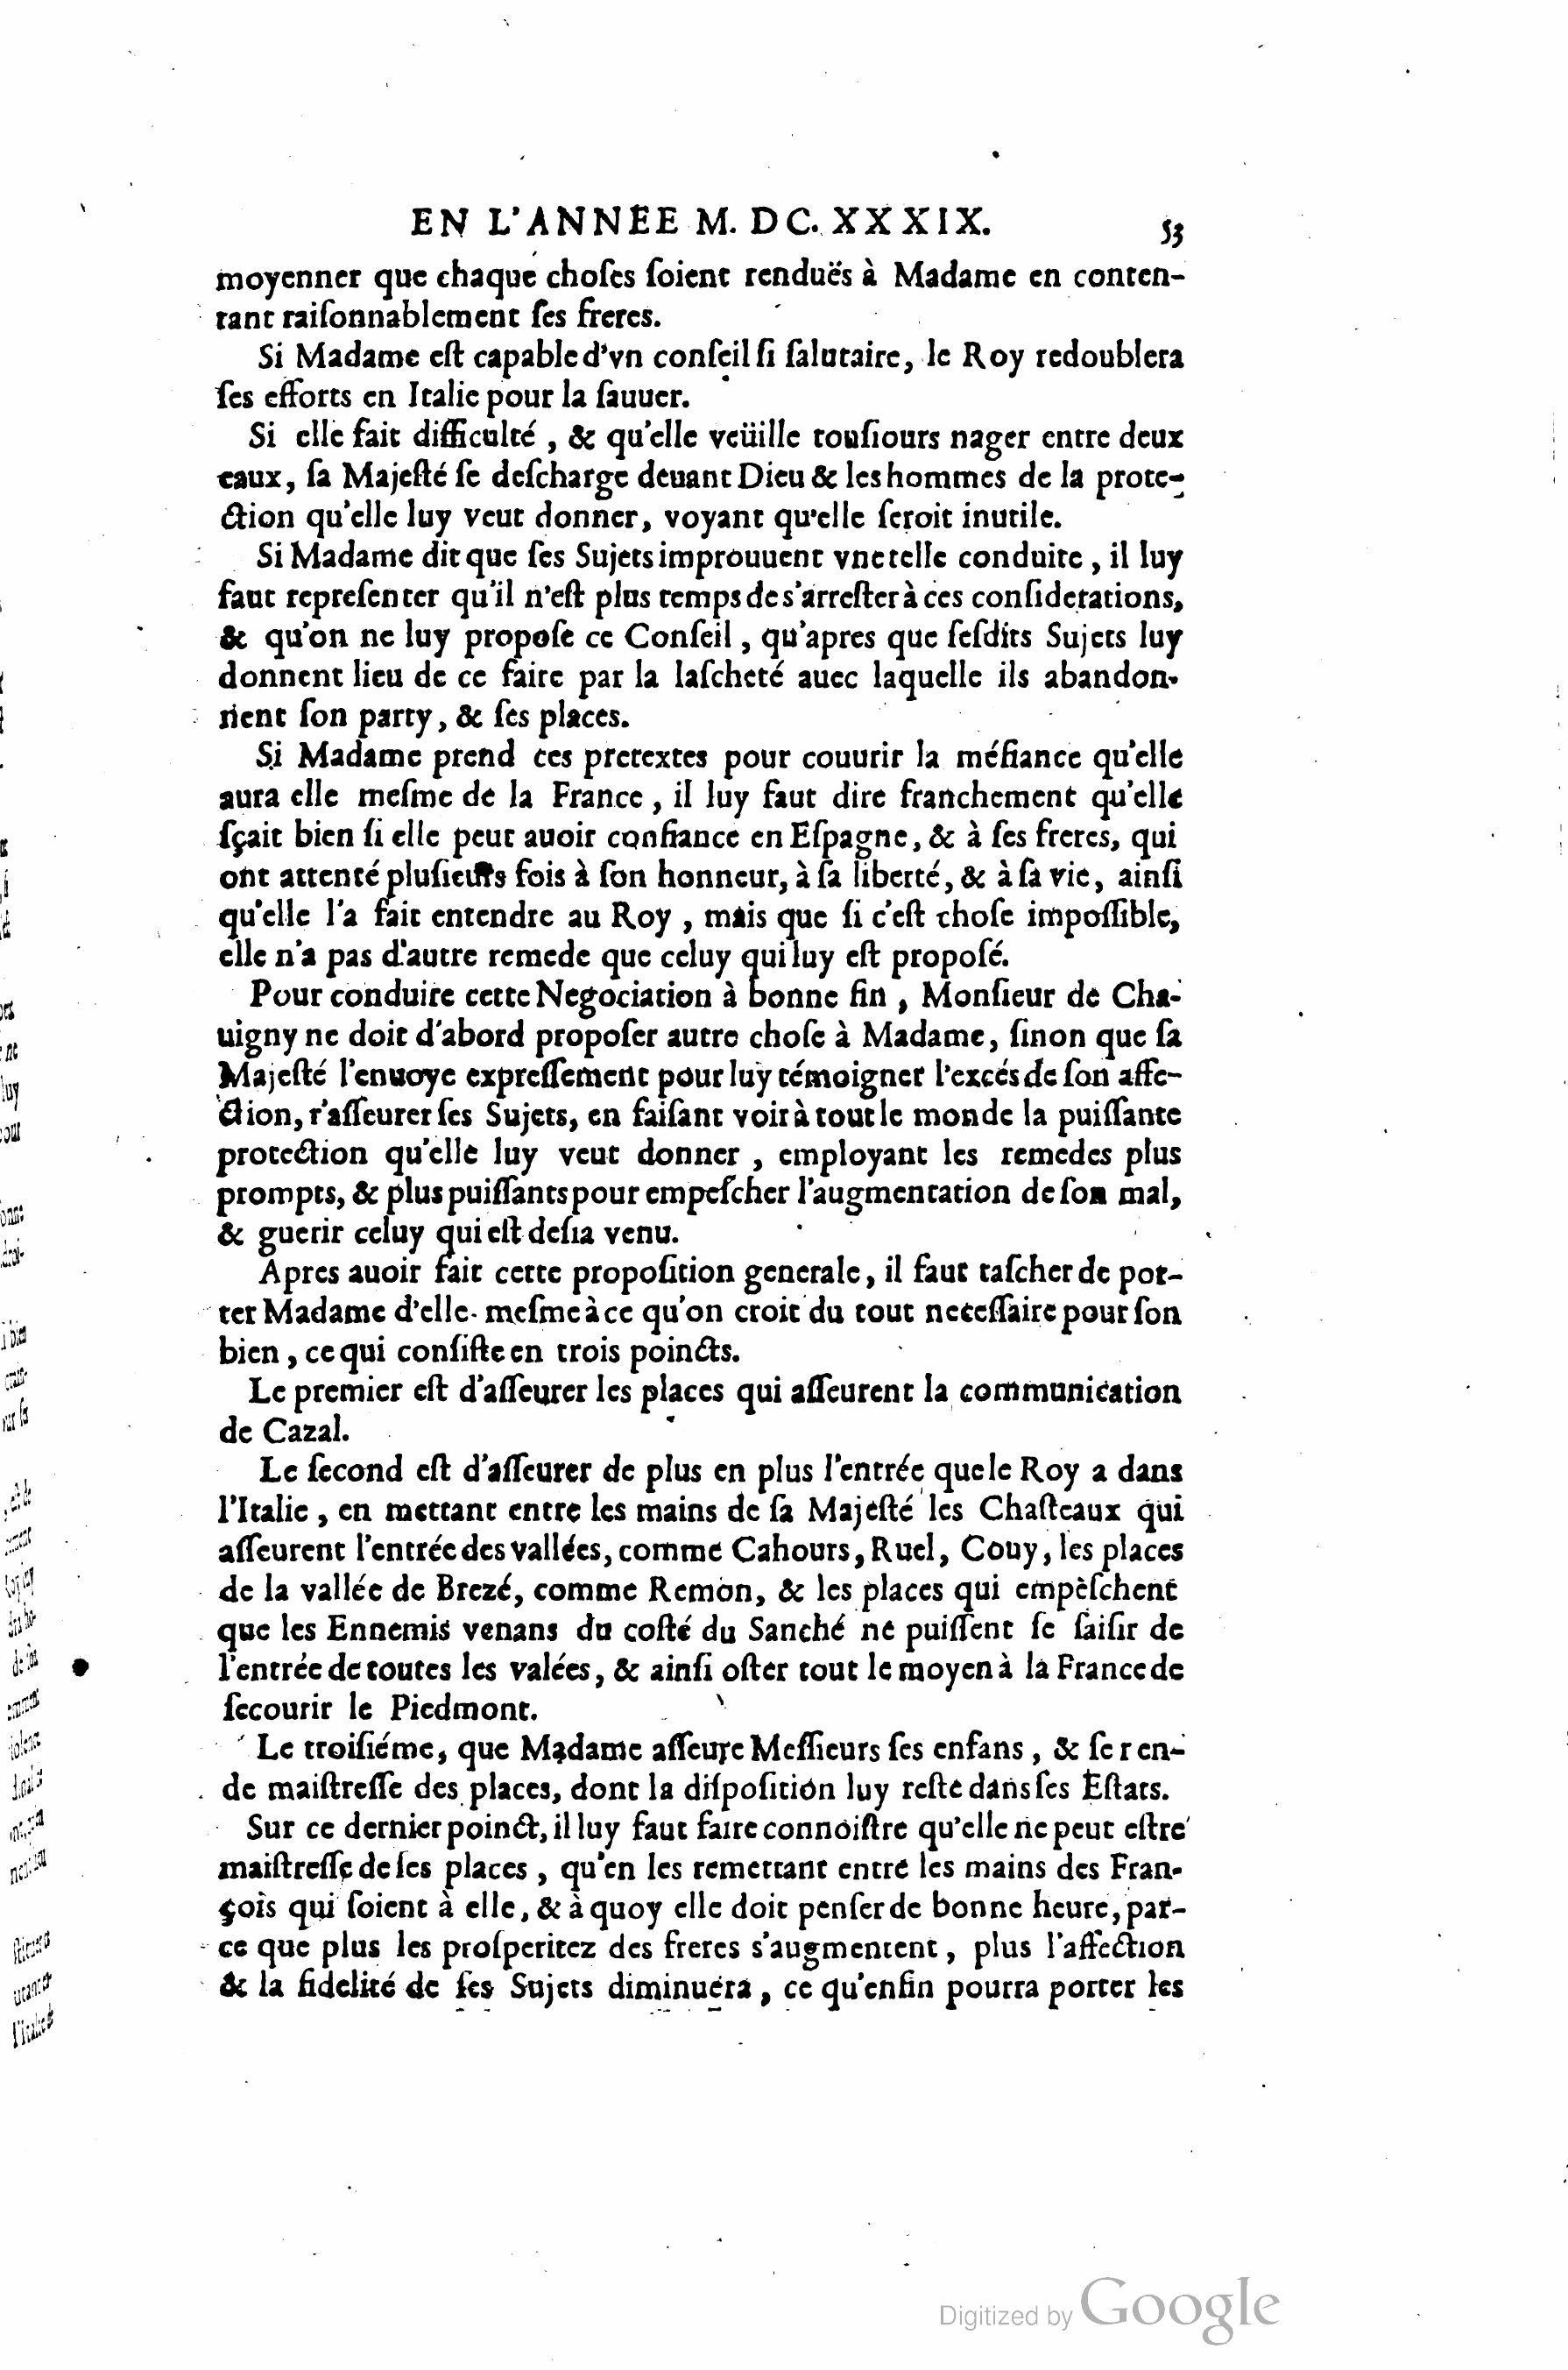 EN L'ANNEE M. DC. XXXIX. 53
moyenner que chaque choſes ſoient renduës à Madame en conten-
tant raiſonnablement ſes freres.
Si Madame eſt capable d'vn conſeil ſi ſalutaire, le Roy redoublera
ſes efforts en Italie pour la ſauuer.
Si elle fait difficulté, & qu'elle veüille touſiours nager entre deux
eaux, ſa Majeſté ſe deſcharge deuant Dieu & les hommes de la prote-
ction qu'elle luy veut donner, voyant qu'elle ſeroit inutile.
Si Madame dit que ſes Sujets improuuent vne telle conduite, il luy
faut repreſenter qu'il n'eſt plus temps de s'arreſter à ces conſiderations,
& qu'on ne luy propoſe ce Conſeil, qu'apres que ſeſdits Sujets luy
donnent lieu de ce faire par la laſcheté auec laquelle ils abandon-
nent ſon party, & ſes places.
Si Madame prend ces pretextes pour couurir la méfiance qu'elle
aura elle meſme de la France, il luy faut dire franchement qu'elle
ſçait bien ſi elle peut auoir confiance en Eſpagne, & à ſes freres, qui
ont attenté pluſieurs fois à ſon honneur, à ſa liberté, & à ſa vie, ainſi
qu'elle l'a fait entendre au Roy, mais que ſi c'eſt choſe impoſſible,
elle n'a pas d'autre remede que celuy qui luy eſt propoſé.
Pour conduire cette Negociation à bonne fin, Monſieur de Cha-
uigny ne doit d'abord propoſer autre choſe à Madame, ſinon que ſa
Majeſté l'enuoye expreſſement pour luy témoigner l'excés de ſon affe-
ction, r'aſſeurer ſes Sujets, en faiſant voir à tout le monde la puiſſante
protection qu'elle luy veut donner, employant les remedes plus
prompts, & plus puiſſants pour empeſcher l'augmentation de ſon mal,
& guerir celuy qui eſt deſia venu.
Apres auoir fait cette propoſition generale, il faut taſcher de por-
ter Madame d'elle-meſme à ce qu'on croit du tout neceſſaire pour ſon
bien, ce qui conſiſte en trois poincts.
Le premier eſt d'aſſeurer les places qui aſſeurent la communication
de Cazal.
Le ſecond eſt d'aſſeurer de plus en plus l'entrée que le Roy a dans
l'Italie, en mettant entre les mains de ſa Majeſté les Chaſteaux qui
aſſeurent l'entrée des vallées, comme Cahours, Ruel, Couy, les places
de la vallée de Brezé, comme Remon, & les places qui empèſchent
que les Ennemis venans du coſté du Sanché ne puiſſent ſe ſaiſir de
l'entrée de toutes les valées, & ainſi oſter tout le moyen à la France de
ſecourir le Piedmont.
Le troiſiéme, que Madame aſſeure Meſſieurs ſes enfans, & ſe ren-
de maiſtreſſe des places, dont la diſpoſition luy reſte dans ſes Eſtats.
Sur ce dernier poinct, il luy faut faire connoiſtre qu'elle ne peut eſtre
maiſtreſſe de ſes places, qu'en les remettant entre les mains des Fran-
çois qui ſoient à elle, & à quoy elle doit penſer de bonne heure, par-
ce que plus les proſperitez des freres s'augmentent, plus l'affection
& la fidelité de ſes Sujets diminuëra, ce qu'enfin pourra porter les
Digitized by Google